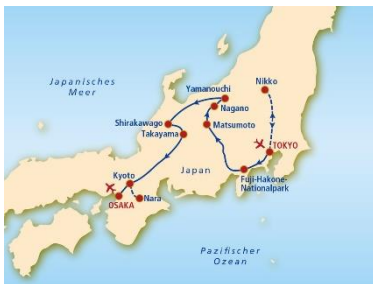 Japanisches
Meer
Yamanouchi
Nikko
Nagano
Shirakawago
Matsumoto
Takayama
TOKYO
Kyoto
Japan
Fuji-Hakone-
Nationalpark
OSAKA
Nara
Pazifischer
Ozean